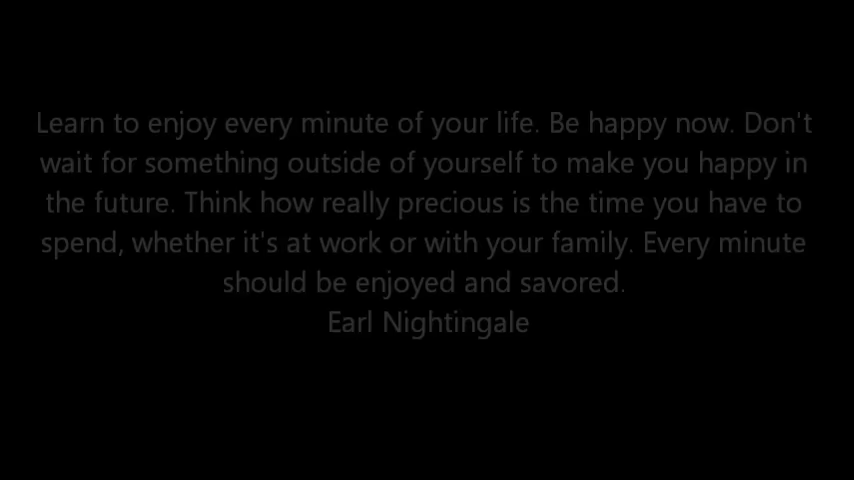 Learn to enjoy every minute of your life. Be happy now. Don't
wait for something outside of yourself to make you happy in
the future. Think how really precious is the time you have to
spend, whether it's at work or with your family. Every minute
should be enjoyed and savored.
Earl Nightingale